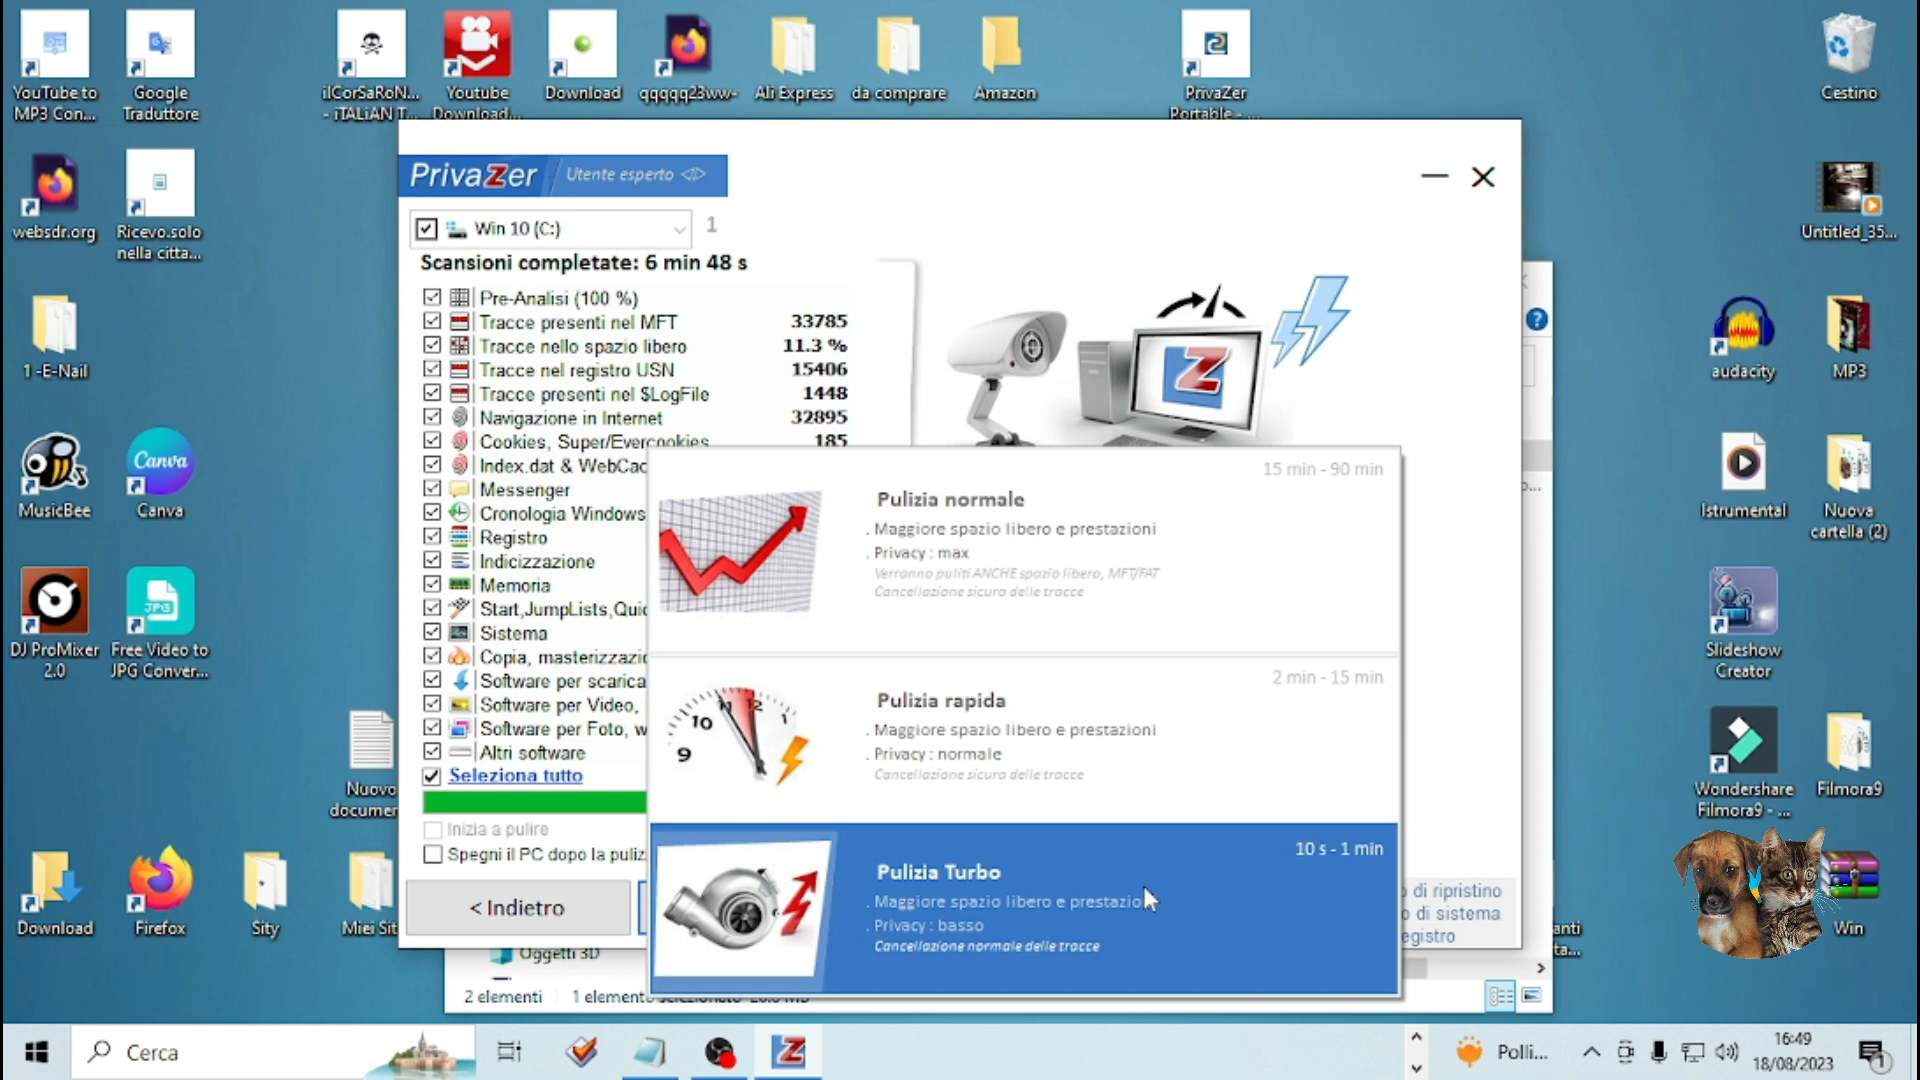 YouTube to
MP3 Con...
Google
Traduttore
ilCorSaRoN...
- iTALiAN T...
Youtube
Download...
Download
qqqqq23ww-
Ali Express
da comprare
Amazon
PrivaZer
Portable - ...
Cestino
websdr.org
Ricevo.solo
nella citta...
Untitled_35...
1 -E-Nail
audacity
MP3
Canva
MusicBee
Canva
Istrumental
Nuova
cartella (2)
DJ ProMixer
2.0
JPG
Free Video to
JPG Conver...
Slideshow
Creator
Nuovo
documen
Wondershare
Filmora9 - ...
Filmora9
Download
Firefox
Sity
Miei Sit
Win
PrivaZer
Utente esperto
Win 10 (C:)
1
Scansioni completate: 6 min 48 s
Pre-Analisi (100 %)
Tracce presenti nel MFT 33785
Tracce nello spazio libero 11.3 %
Tracce nel registro USN 15406
Tracce presenti nel $LogFile 1448
Navigazione in Internet 32895
Cookies, Super/Evercookies 185
Index.dat & WebCac
Messenger
Cronologia Windows
Registro
Indicizzazione
Memoria
Start,JumpLists,Quic
Sistema
Copia, masterizzazio
Software per scarica
Software per Video,
Software per Foto, w
Altri software
Seleziona tutto
Inizia a pulire
Spegni il PC dopo la puliz
< Indietro
15 min - 90 min
Pulizia normale
. Maggiore spazio libero e prestazioni
. Privacy : max
Verranno puliti ANCHE spazio libero, MFT/FAT
Cancellazione sicura delle tracce
2 min - 15 min
Pulizia rapida
. Maggiore spazio libero e prestazioni
. Privacy : normale
Cancellazione sicura delle tracce
10 11 12 1
9
10 s - 1 min
Pulizia Turbo
. Maggiore spazio libero e prestazio
. Privacy : basso
Cancellazione normale delle tracce
o di ripristino
o di sistema
egistro
anti
ta...
Oggetti 3D
2 elementi
1 elemento
Cerca
Polli...
16:49
18/08/2023
1